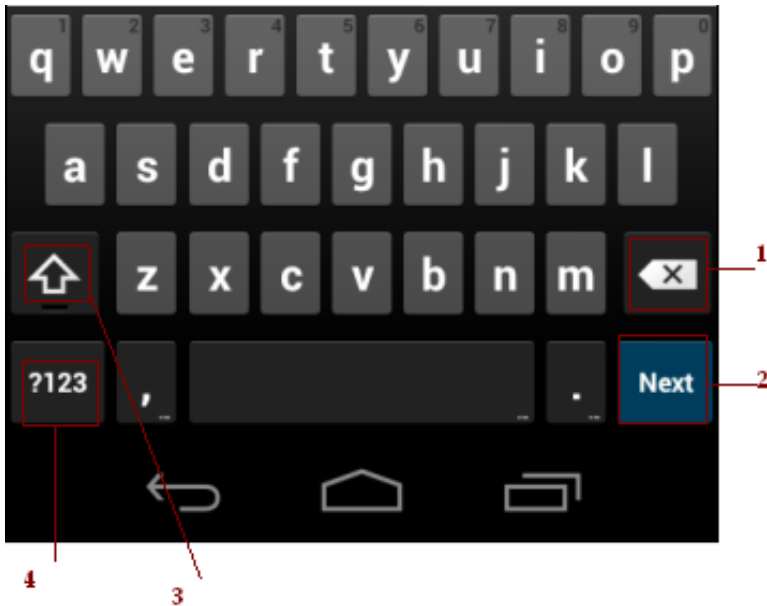 1 2 3 4 5 6 7 8 9 0
q w e r t y u i o p
a s d f g h j k l
z x c v b n m
1
?123 , ... ... . ... Next
2
4
3